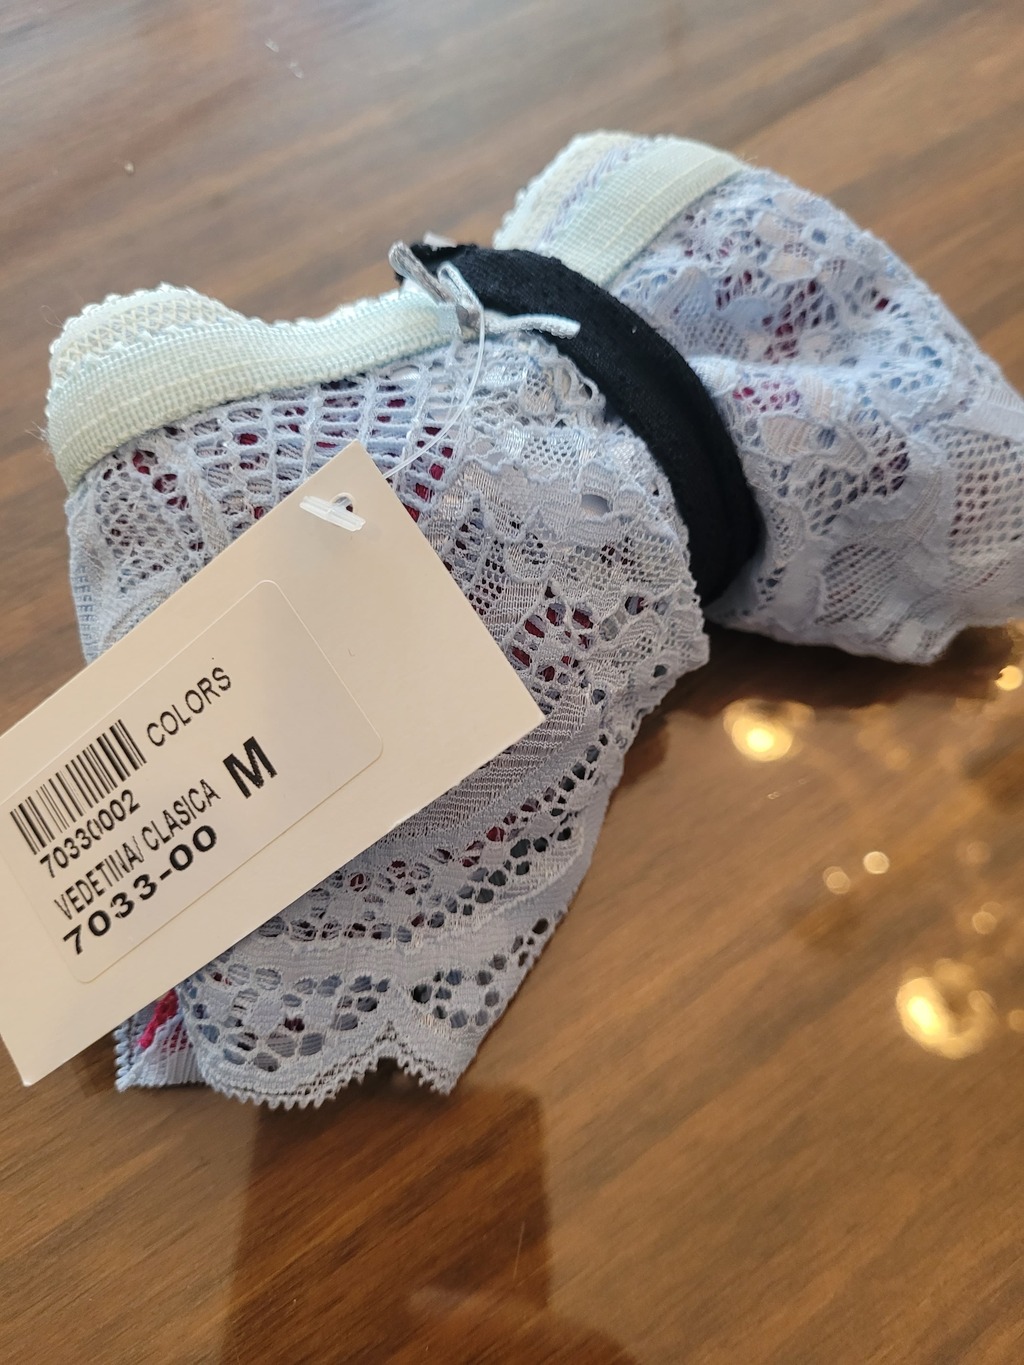 COLORS
70330002
VEDETINA/ CLASICA M
7033-00